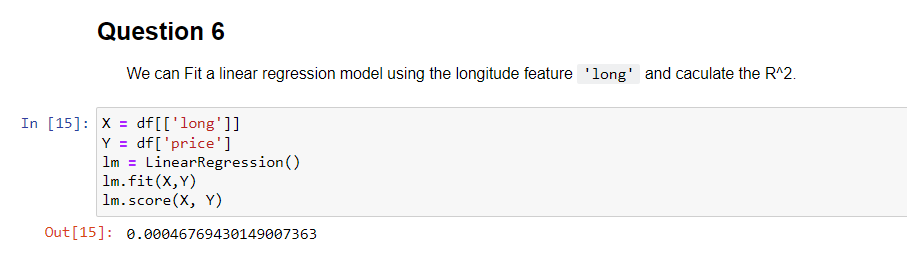 Question 6
We can Fit a linear regression model using the longitude feature 'long' and caculate the R^2.
In [15]: X = df[['long']]
Y = df['price']
lm = LinearRegression()
lm.fit(X,Y)
lm.score(X, Y)
Out[15]: 0.00046769430149007363